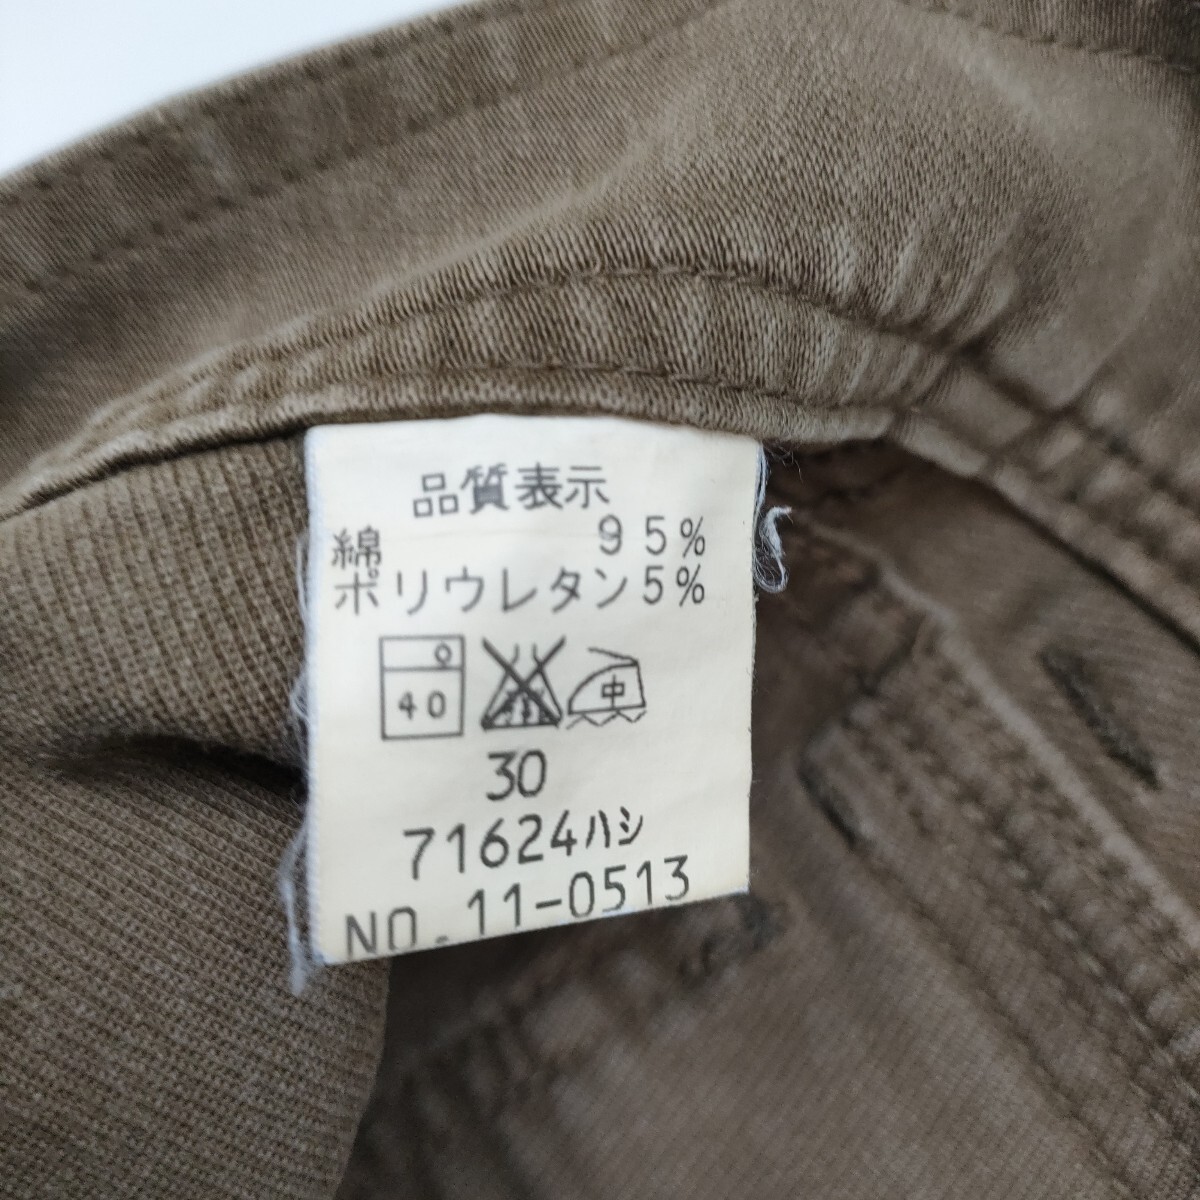 品質表示
綿 95%
ポリウレタン5%
40 中
30
71624ハシ
NO.11-0513